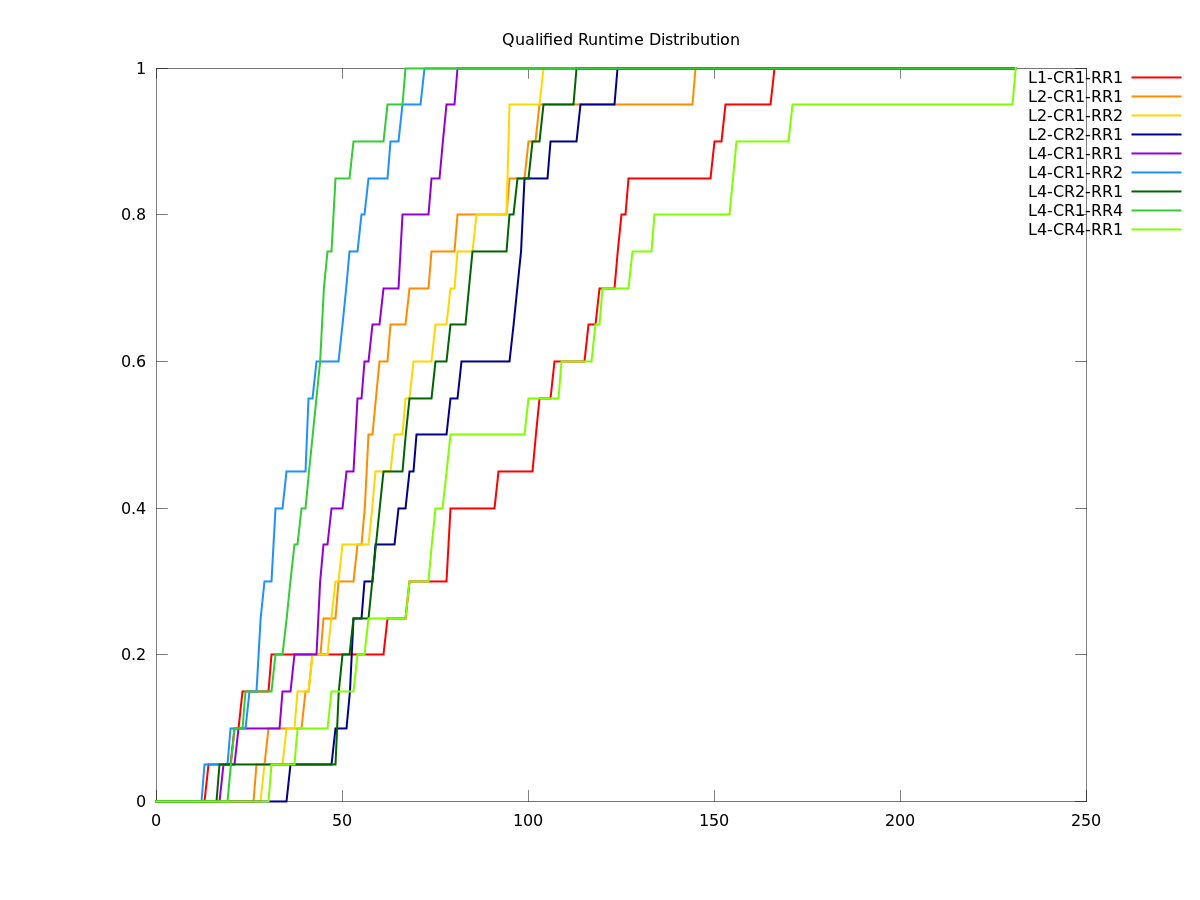 Qualified Runtime Distribution
1
0.8
0.6
0.4
0.2
0
0
50
100
150
200
250
L1-CR1-RR1
L2-CR1-RR1
L2-CR1-RR2
L2-CR2-RR1
L4-CR1-RR1
L4-CR1-RR2
L4-CR2-RR1
L4-CR1-RR4
L4-CR4-RR1